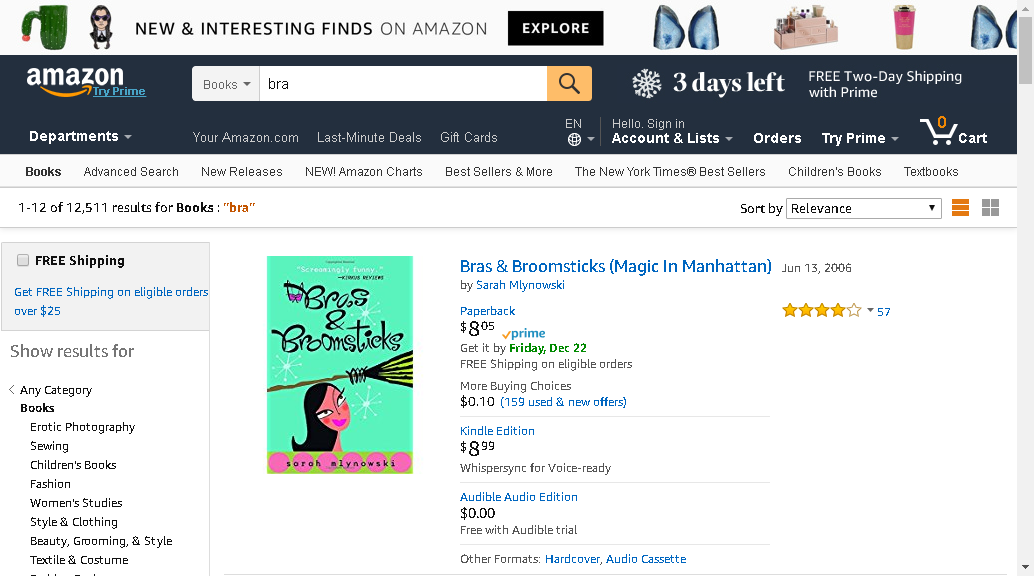 NEW & INTERESTING FINDS ON AMAZON EXPLORE
amazon
Try Prime
Books bra
3 days left
FREE Two-Day Shipping
with Prime
Departments
Your Amazon.com Last-Minute Deals Gift Cards
EN
Hello. Sign in
Account & Lists Orders Try Prime 0 Cart
Books Advanced Search New Releases NEW! Amazon Charts Best Sellers & More The New York Times® Best Sellers Children's Books Textbooks
1-12 of 12,511 results for Books : "bra"
Sort by Relevance
FREE Shipping
Get FREE Shipping on eligible orders
over $25
Show results for
Any Category
Books
Erotic Photography
Sewing
Children's Books
Fashion
Women's Studies
Style & Clothing
Beauty, Grooming, & Style
Textile & Costume
"Screamingly funny."
—KIRKUS REVIEWS
Bras
&
Broomsticks
sarah mlynowski
Bras & Broomsticks (Magic In Manhattan) Jun 13, 2006
by Sarah Mlynowski
Paperback
$8.05 prime
Get it by Friday, Dec 22
FREE Shipping on eligible orders
More Buying Choices
$0.10 (159 used & new offers)
57
Kindle Edition
$8.99
Whispersync for Voice-ready
Audible Audio Edition
$0.00
Free with Audible trial
Other Formats: Hardcover, Audio Cassette